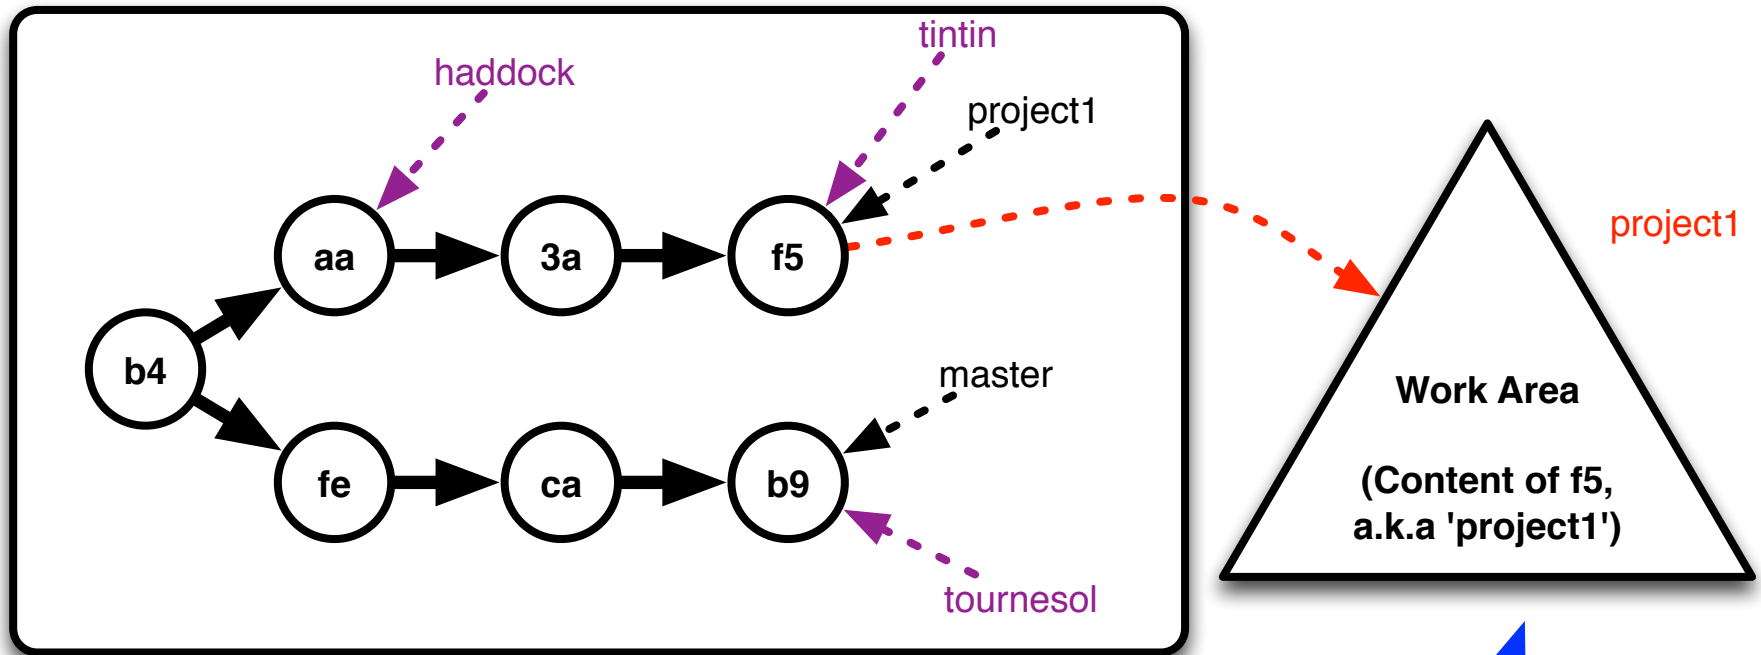 tintin
haddock
project1
project1
aa
3a
f5
b4
master
Work Area
fe
ca
b9
(Content of f5,
a.k.a 'project1')
tournesol